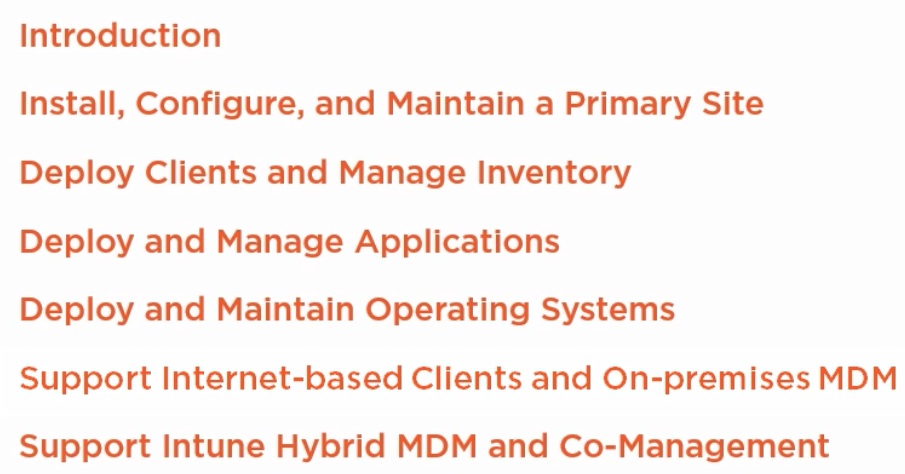 Introduction
Install, Configure, and Maintain a Primary Site
Deploy Clients and Manage Inventory
Deploy and Manage Applications
Deploy and Maintain Operating Systems
Support Internet-based Clients and On-premises MDM
Support Intune Hybrid MDM and Co-Management